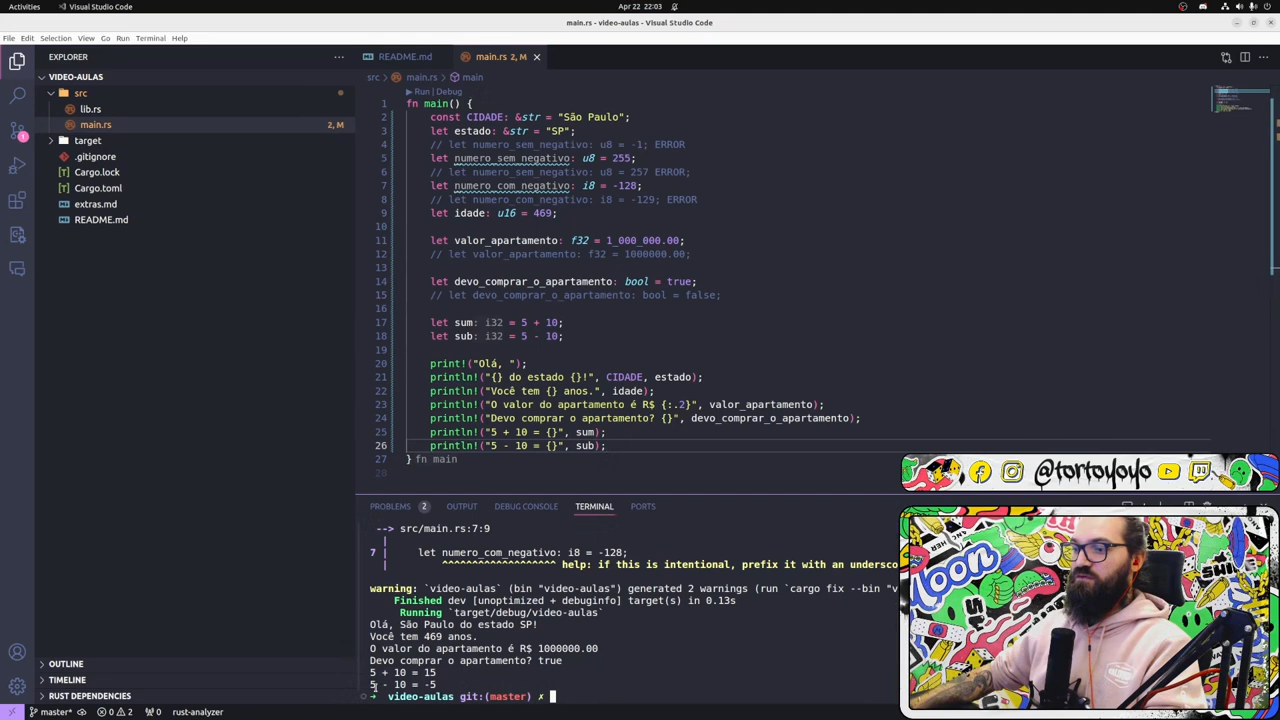 Activities
Visual Studio Code
Apr 22 22:03
main.rs - video-aulas - Visual Studio Code
File Edit Selection View Go Run Terminal Help
EXPLORER
README.md
main.rs 2, M
VIDEO-AULAS
src
lib.rs
main.rs 2, M
target
.gitignore
Cargo.lock
Cargo.toml
extras.md
README.md
src > main.rs > main
Run | Debug
1 fn main() {
2 const CIDADE: &str = "São Paulo";
3 let estado: &str = "SP";
4 // let numero_sem_negativo: u8 = -1; ERROR
5 let numero_sem_negativo: u8 = 255;
6 // let numero_sem_negativo: u8 = 257 ERROR;
7 let numero_com_negativo: i8 = -128;
8 // let numero_com_negativo: i8 = -129; ERROR
9 let idade: u16 = 469;
10
11 let valor_apartamento: f32 = 1_000_000.00;
12 // let valor_apartamento: f32 = 1000000.00;
13
14 let devo_comprar_o_apartamento: bool = true;
15 // let devo_comprar_o_apartamento: bool = false;
16
17 let sum: i32 = 5 + 10;
18 let sub: i32 = 5 - 10;
19
20 print!("Olá, ");
21 println!("{} do estado {}!", CIDADE, estado);
22 println!("Você tem {} anos.", idade);
23 println!("O valor do apartamento é R$ {:.2}", valor_apartamento);
24 println!("Devo comprar o apartamento? {}", devo_comprar_o_apartamento);
25 println!("5 + 10 = {}", sum);
26 println!("5 - 10 = {}", sub);
27 } fn main
28
@tortoyoyo
PROBLEMS 2 OUTPUT DEBUG CONSOLE TERMINAL PORTS
--> src/main.rs:7:9
|
7 | let numero_com_negativo: i8 = -128;
| ^^^^^^^^^^^^^^^^^^^ help: if this is intentional, prefix it with an undersco
warning: `video-aulas` (bin "video-aulas") generated 2 warnings (run `cargo fix --bin "v
Finished dev [unoptimized + debuginfo] target(s) in 0.13s
Running `target/debug/video-aulas`
Olá, São Paulo do estado SP!
Você tem 469 anos.
O valor do apartamento é R$ 1000000.00
Devo comprar o apartamento? true
5 + 10 = 15
5 - 10 = -5
→ video-aulas git:(master) ✗
OUTLINE
TIMELINE
RUST DEPENDENCIES
master* 0 2 0 rust-analyzer